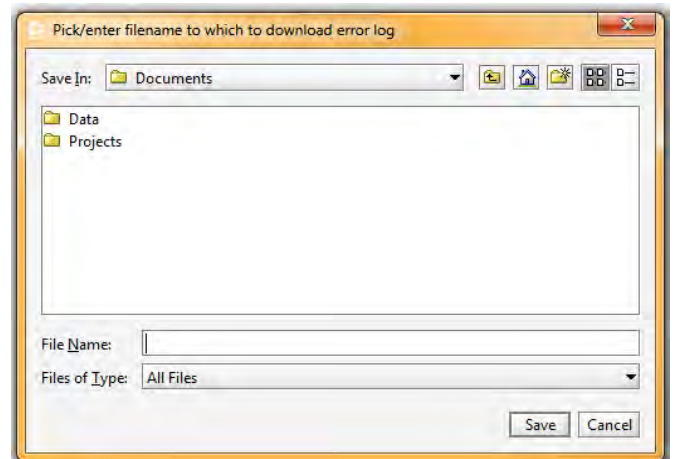 Pick/enter filename to which to download error log
Save In: Documents
Data
Projects
File Name:
Files of Type: All Files
Save Cancel